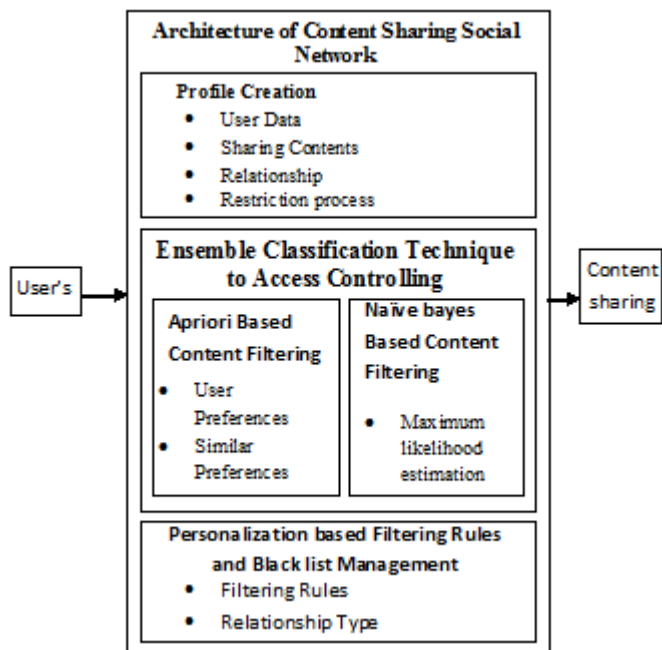 Architecture of Content Sharing Social
Network
Profile Creation
• User Data
• Sharing Contents
• Relationship
• Restriction process
Ensemble Classification Technique
to Access Controlling
User's
Apriori Based
Content Filtering
• User
Preferences
• Similar
Preferences
Naïve bayes
Based Content
Filtering
• Maximum
likelihood
estimation
Content
sharing
Personalization based Filtering Rules
and Black list Management
• Filtering Rules
• Relationship Type